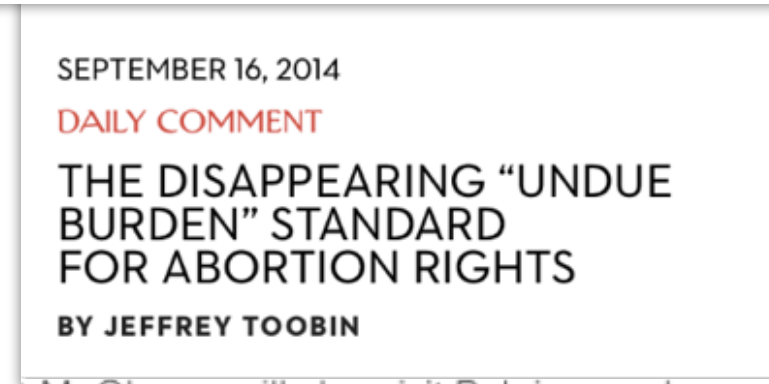 SEPTEMBER 16, 2014
DAILY COMMENT
THE DISAPPEARING “UNDUE
BURDEN” STANDARD
FOR ABORTION RIGHTS
BY JEFFREY TOOBIN